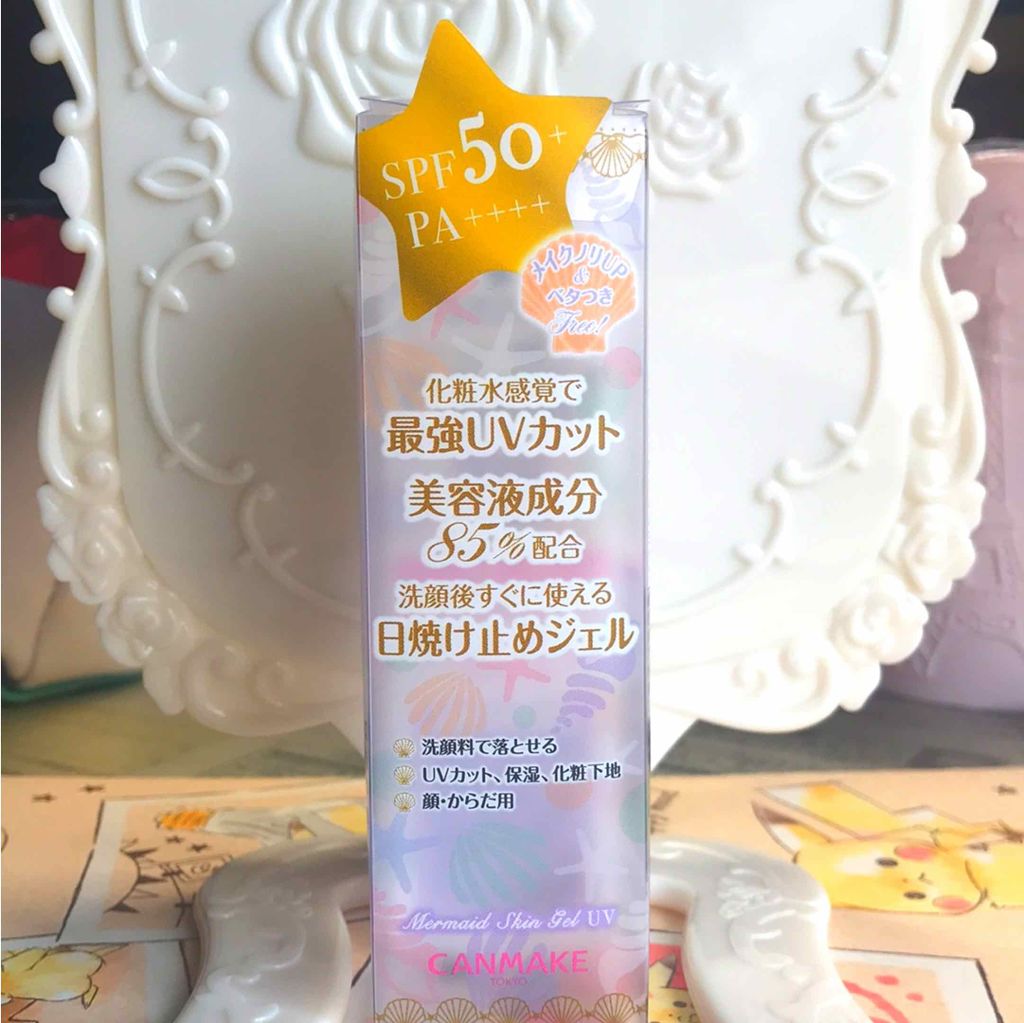 SPF50+
PA++++
メイクノリUP
&
ベタつき
Free!
化粧水感覚で
最強UVカット
美容液成分
85%配合
洗顔後すぐに使える
日焼け止めジェル
洗顔料で落とせる
UVカット、保湿、化粧下地
顔・からだ用
Mermaid Skin Gel UV
CANMAKE
TOKYO